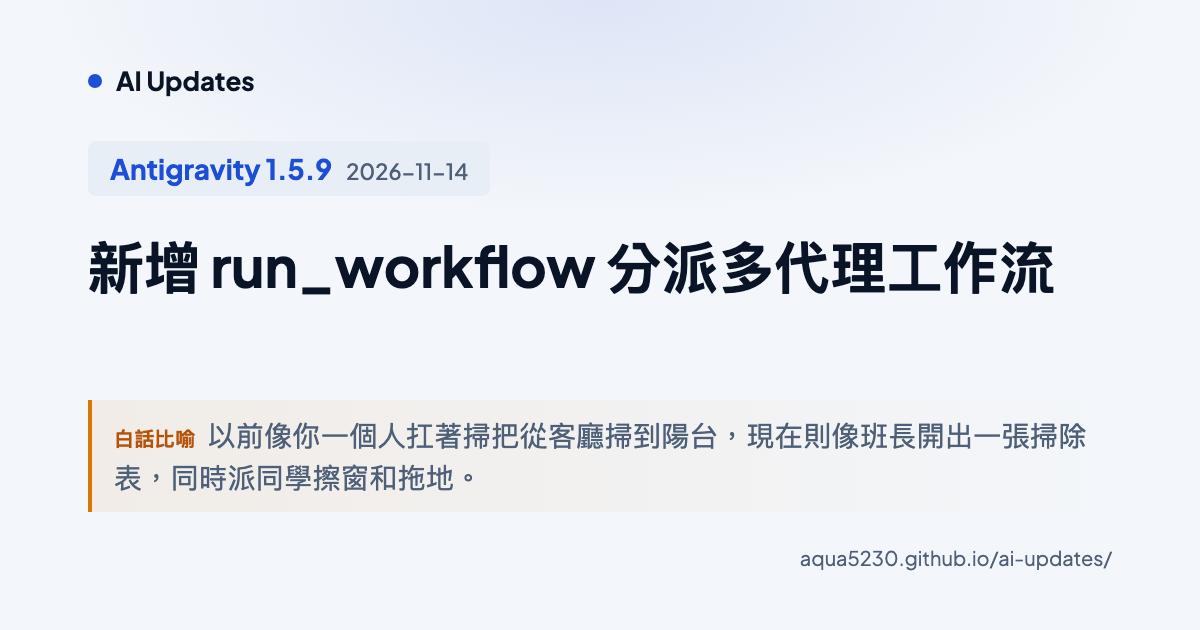 AI Updates
Antigravity 1.5.9 2026-11-14
新增 run_workflow 分派多代理工作流
白話比喻 以前像你一個人扛著掃把從客廳掃到陽台，現在則像班長開出一張掃除
表，同時派同學擦窗和拖地。
aqua5230.github.io/ai-updates/